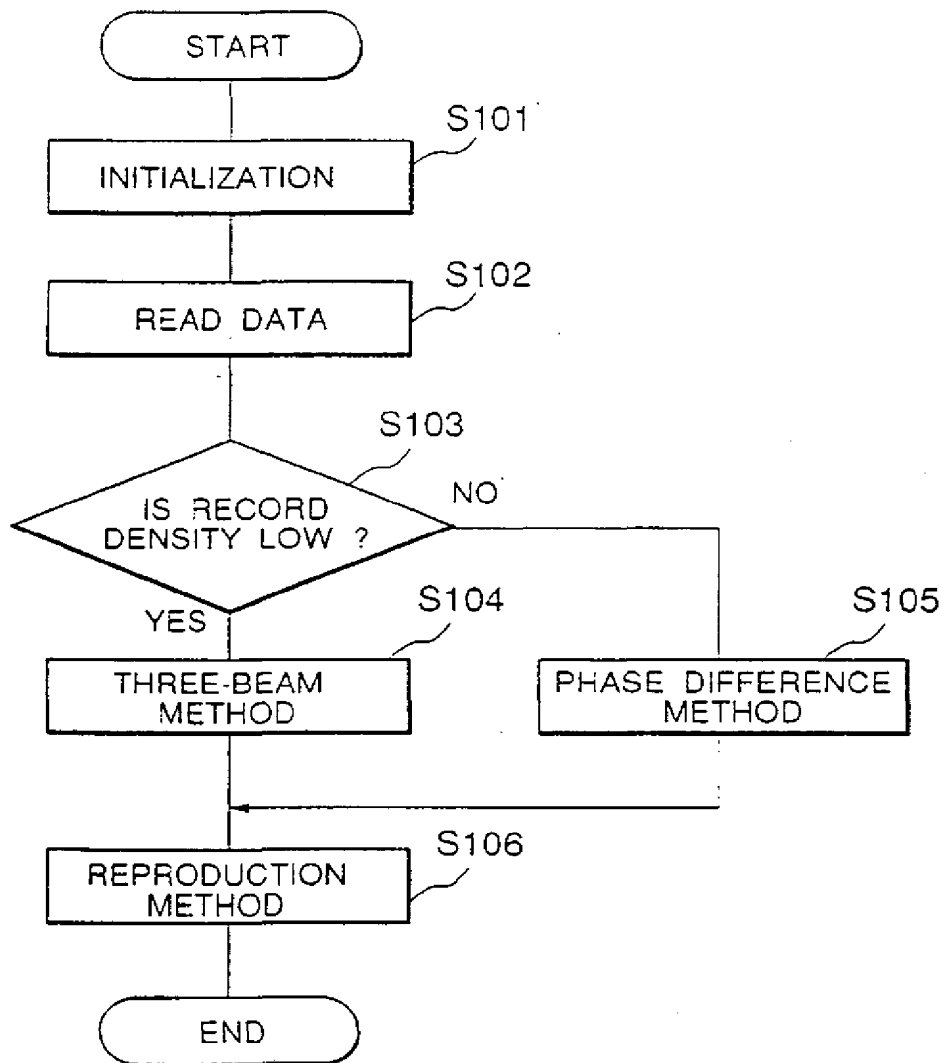 START
S101
INITIALIZATION
S102
READ DATA
S103
IS RECORD
DENSITY LOW ?
NO
YES
S104
THREE-BEAM
METHOD
S105
PHASE DIFFERENCE
METHOD
S106
REPRODUCTION
METHOD
END